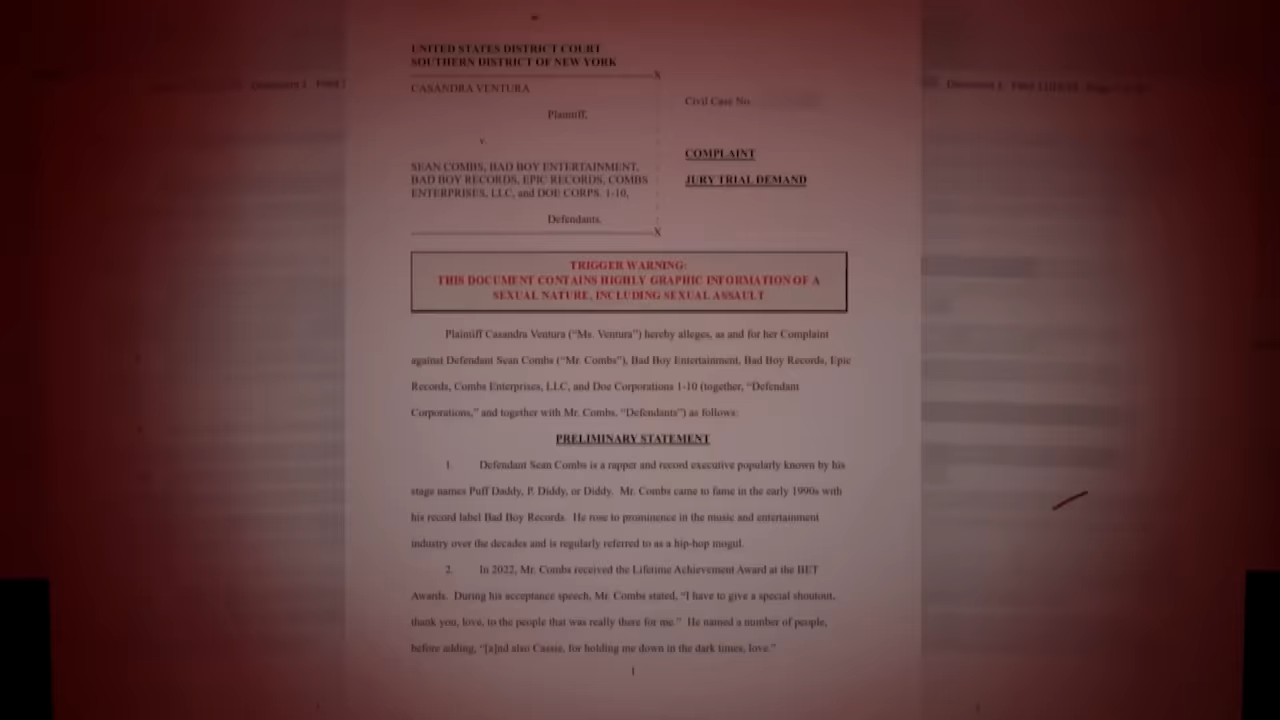 UNITED STATES DISTRICT COURT
SOUTHERN DISTRICT OF NEW YORK
X
CASANDRA VENTURA
Plaintiff,
v.
SEAN COMBS, BAD BOY ENTERTAINMENT,
BAD BOY RECORDS, EPIC RECORDS, COMBS
ENTERPRISES, LLC, and DOE CORPS. 1-10,
Defendants.
X
Civil Case No.
COMPLAINT
JURY TRIAL DEMAND
TRIGGER WARNING:
THIS DOCUMENT CONTAINS HIGHLY GRAPHIC INFORMATION OF A
SEXUAL NATURE, INCLUDING SEXUAL ASSAULT
Plaintiff Casandra Ventura (“Ms. Ventura”) hereby alleges, as and for her Complaint
against Defendant Sean Combs (“Mr. Combs”), Bad Boy Entertainment, Bad Boy Records, Epic
Records, Combs Enterprises, LLC, and Doe Corporations 1-10 (together, “Defendant
Corporations,” and together with Mr. Combs, “Defendants”) as follows:
PRELIMINARY STATEMENT
1. Defendant Sean Combs is a rapper and record executive popularly known by his
stage names Puff Daddy, P. Diddy, or Diddy. Mr. Combs came to fame in the early 1990s with
his record label Bad Boy Records. He rose to prominence in the music and entertainment
industry over the decades and is regularly referred to as a hip-hop mogul.
2. In 2022, Mr. Combs received the Lifetime Achievement Award at the BET
Awards. During his acceptance speech, Mr. Combs stated, “I have to give a special shoutout,
thank you, love, to the people that was really there for me.” He named a number of people,
before adding, “[a]nd also Cassie, for holding me down in the dark times, love.”
1
Document 1 Filed
Document 1 Filed